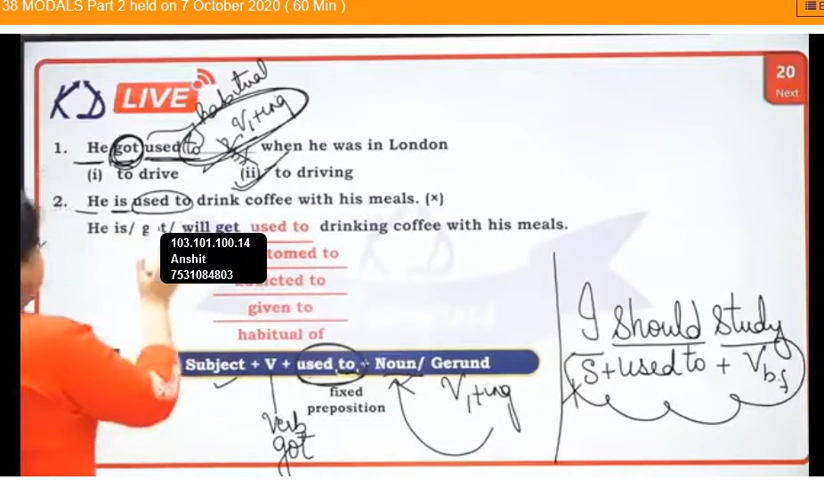 38 MODALS Part 2 held on 7 October 2020 ( 60 Min )
20
Next
KD LIVE
habitual
V1+ing
1. He got used to when he was in London
(i) to drive (ii) to driving
2. He is used to drink coffee with his meals. (×)
He is/ g t/ will get used to drinking coffee with his meals.
103.101.100.14
Anshit
7531084803
tomed to
icted to
given to
habitual of
I should study
S+used to + Vb.f
Subject + V + used to + Noun/ Gerund
fixed
preposition
V1+ing
Verb
got